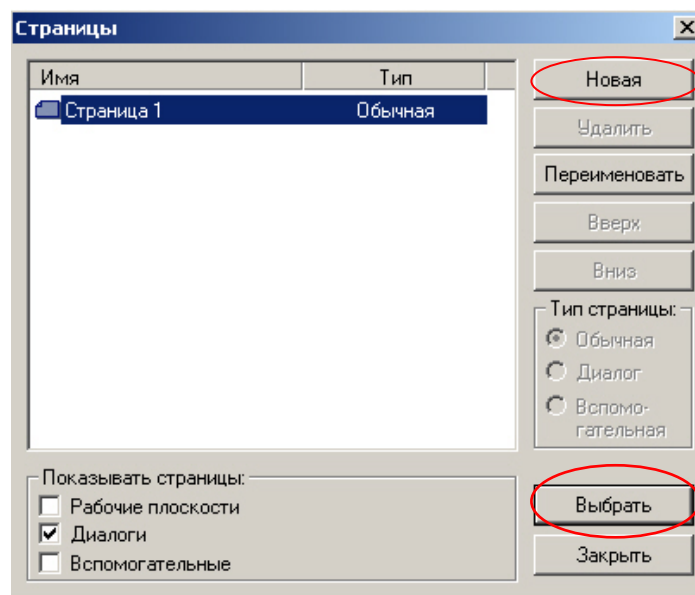 Страницы
Имя Тип
Страница 1 Обычная
Новая
Удалить
Переименовать
Вверх
Вниз
Тип страницы:
Обычная
Диалог
Вспомо-
гательная
Показывать страницы:
Рабочие плоскости
Диалоги
Вспомогательные
Выбрать
Закрыть